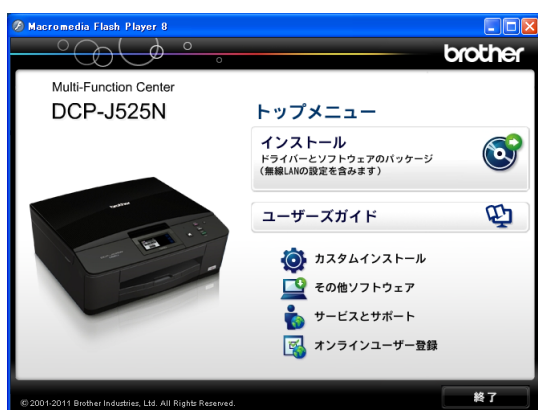 Macromedia Flash Player 8
brother
Multi-Function Center
DCP-J525N
トップメニュー
インストール
ドライバーとソフトウェアのパッケージ
(無線LANの設定を含みます)
ユーザーズガイド
カスタムインストール
その他ソフトウェア
サービスとサポート
オンラインユーザー登録
© 2001-2011 Brother Industries, Ltd. All Rights Reserved.
終了